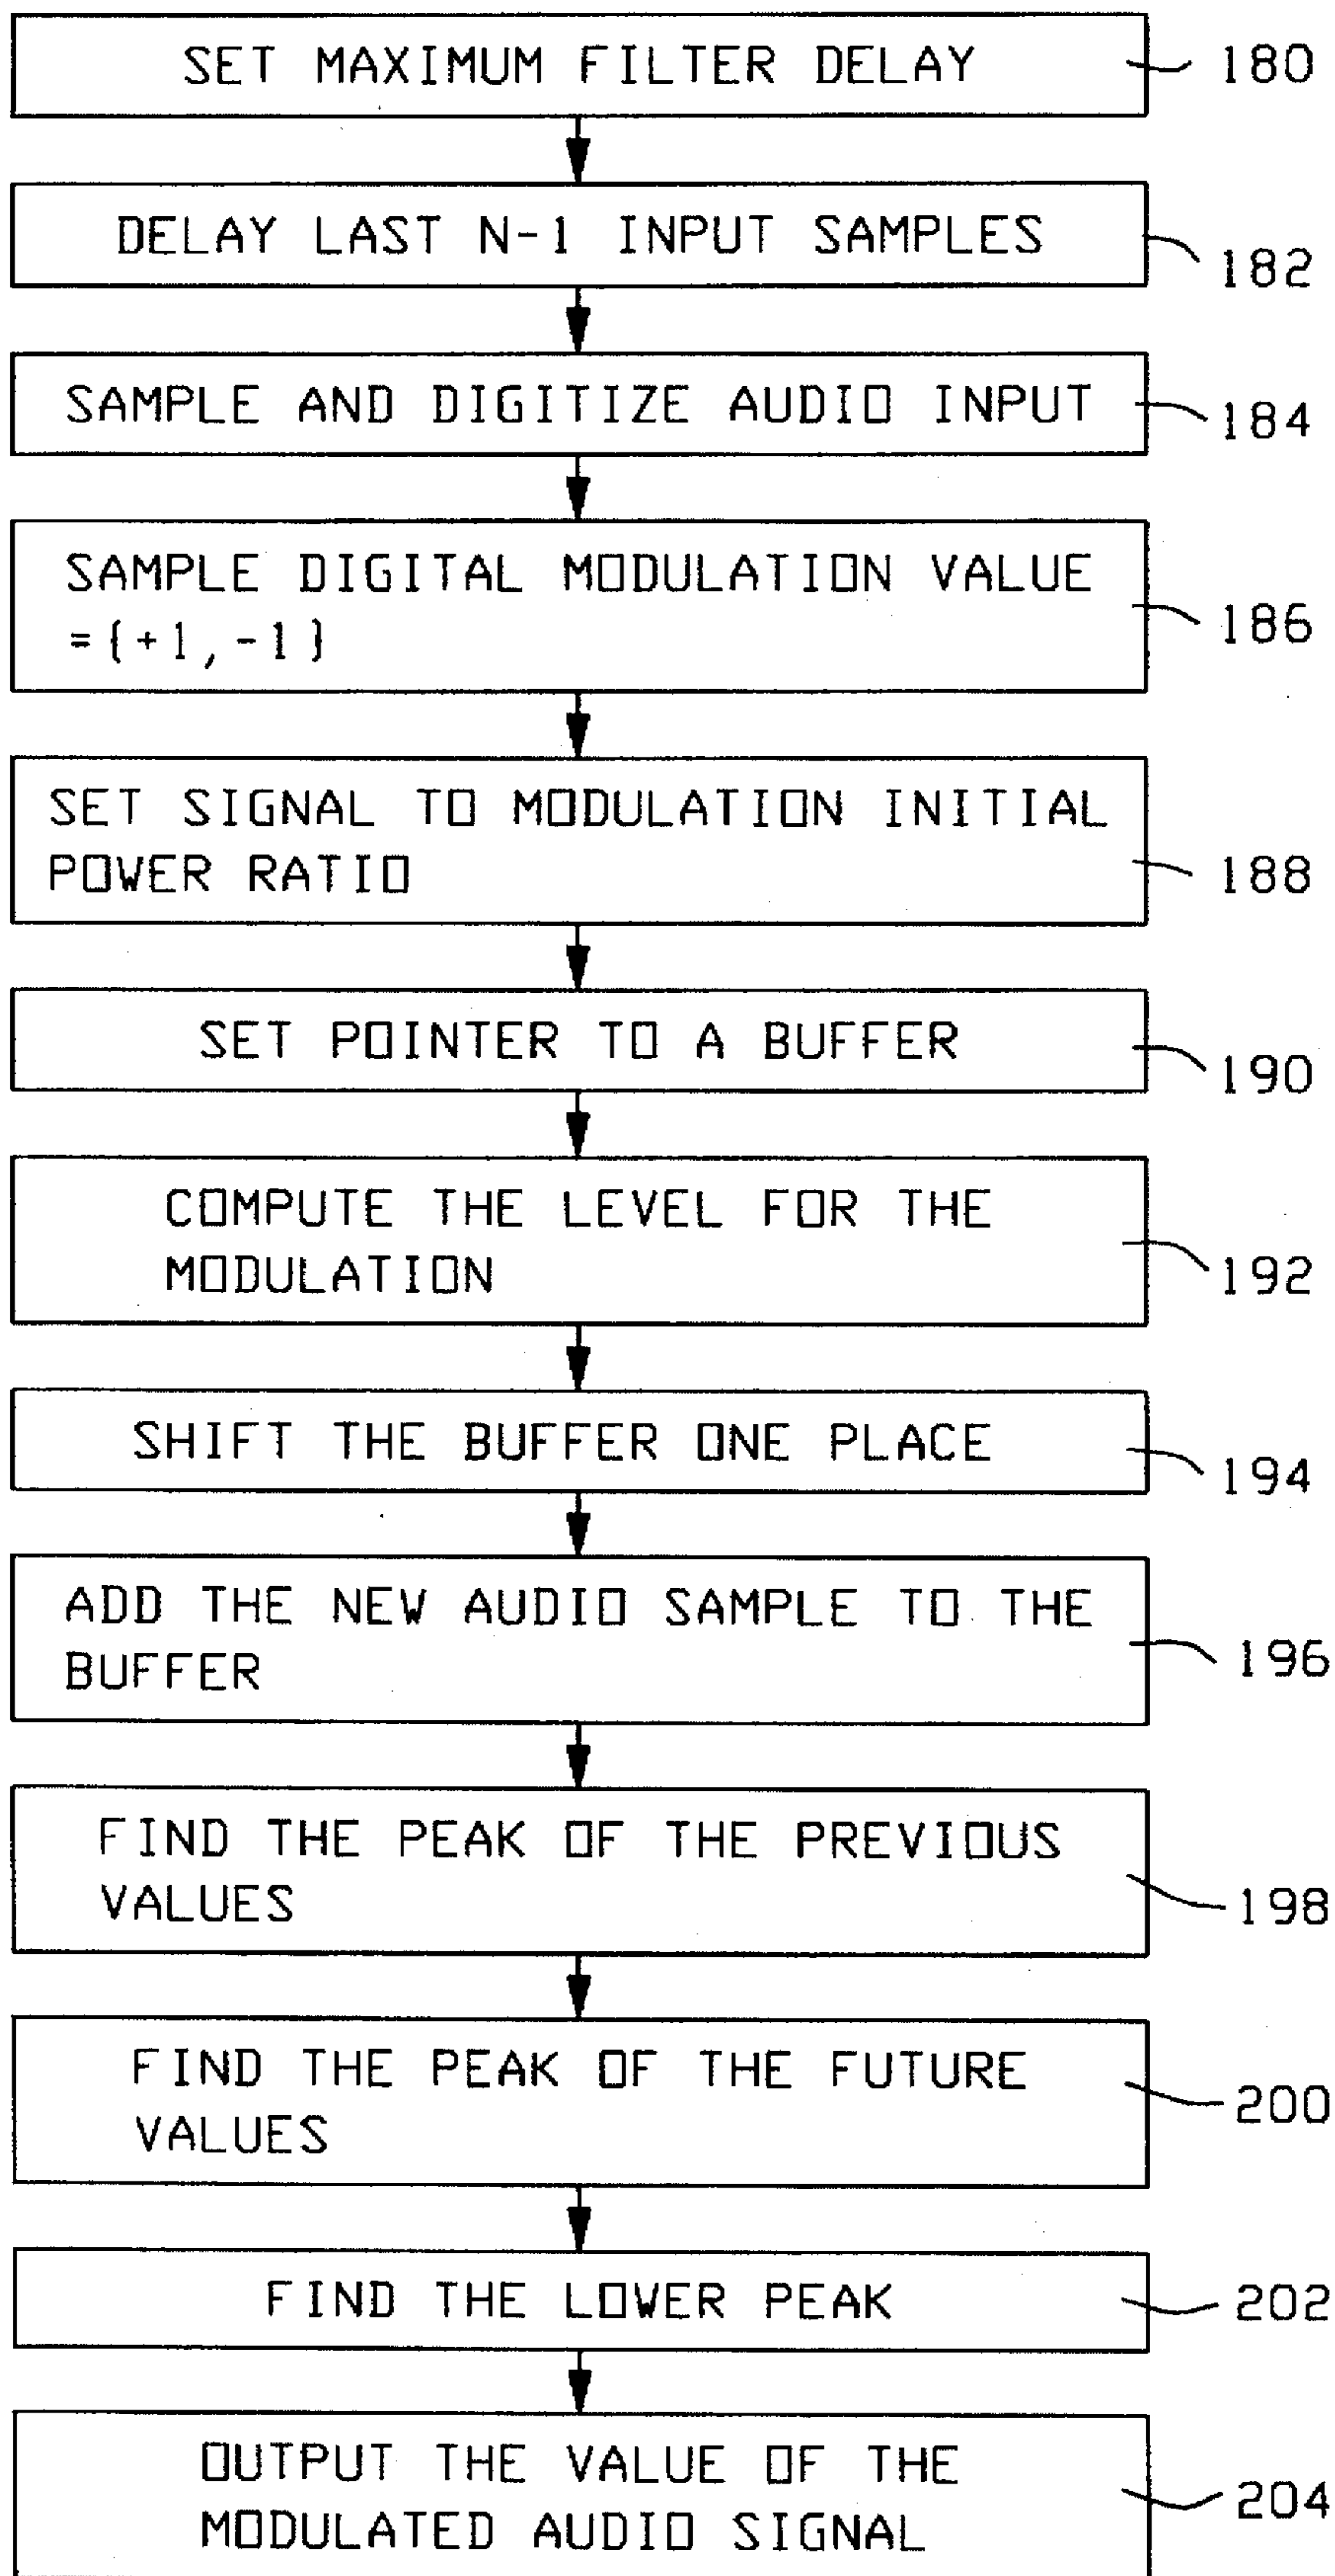 SET MAXIMUM FILTER DELAY 180
DELAY LAST N-1 INPUT SAMPLES 182
SAMPLE AND DIGITIZE AUDIO INPUT 184
SAMPLE DIGITAL MODULATION VALUE
={+1,-1} 186
SET SIGNAL TO MODULATION INITIAL
POWER RATIO 188
SET POINTER TO A BUFFER 190
COMPUTE THE LEVEL FOR THE
MODULATION 192
SHIFT THE BUFFER ONE PLACE 194
ADD THE NEW AUDIO SAMPLE TO THE
BUFFER 196
FIND THE PEAK OF THE PREVIOUS
VALUES 198
FIND THE PEAK OF THE FUTURE
VALUES 200
FIND THE LOWER PEAK 202
OUTPUT THE VALUE OF THE
MODULATED AUDIO SIGNAL 204